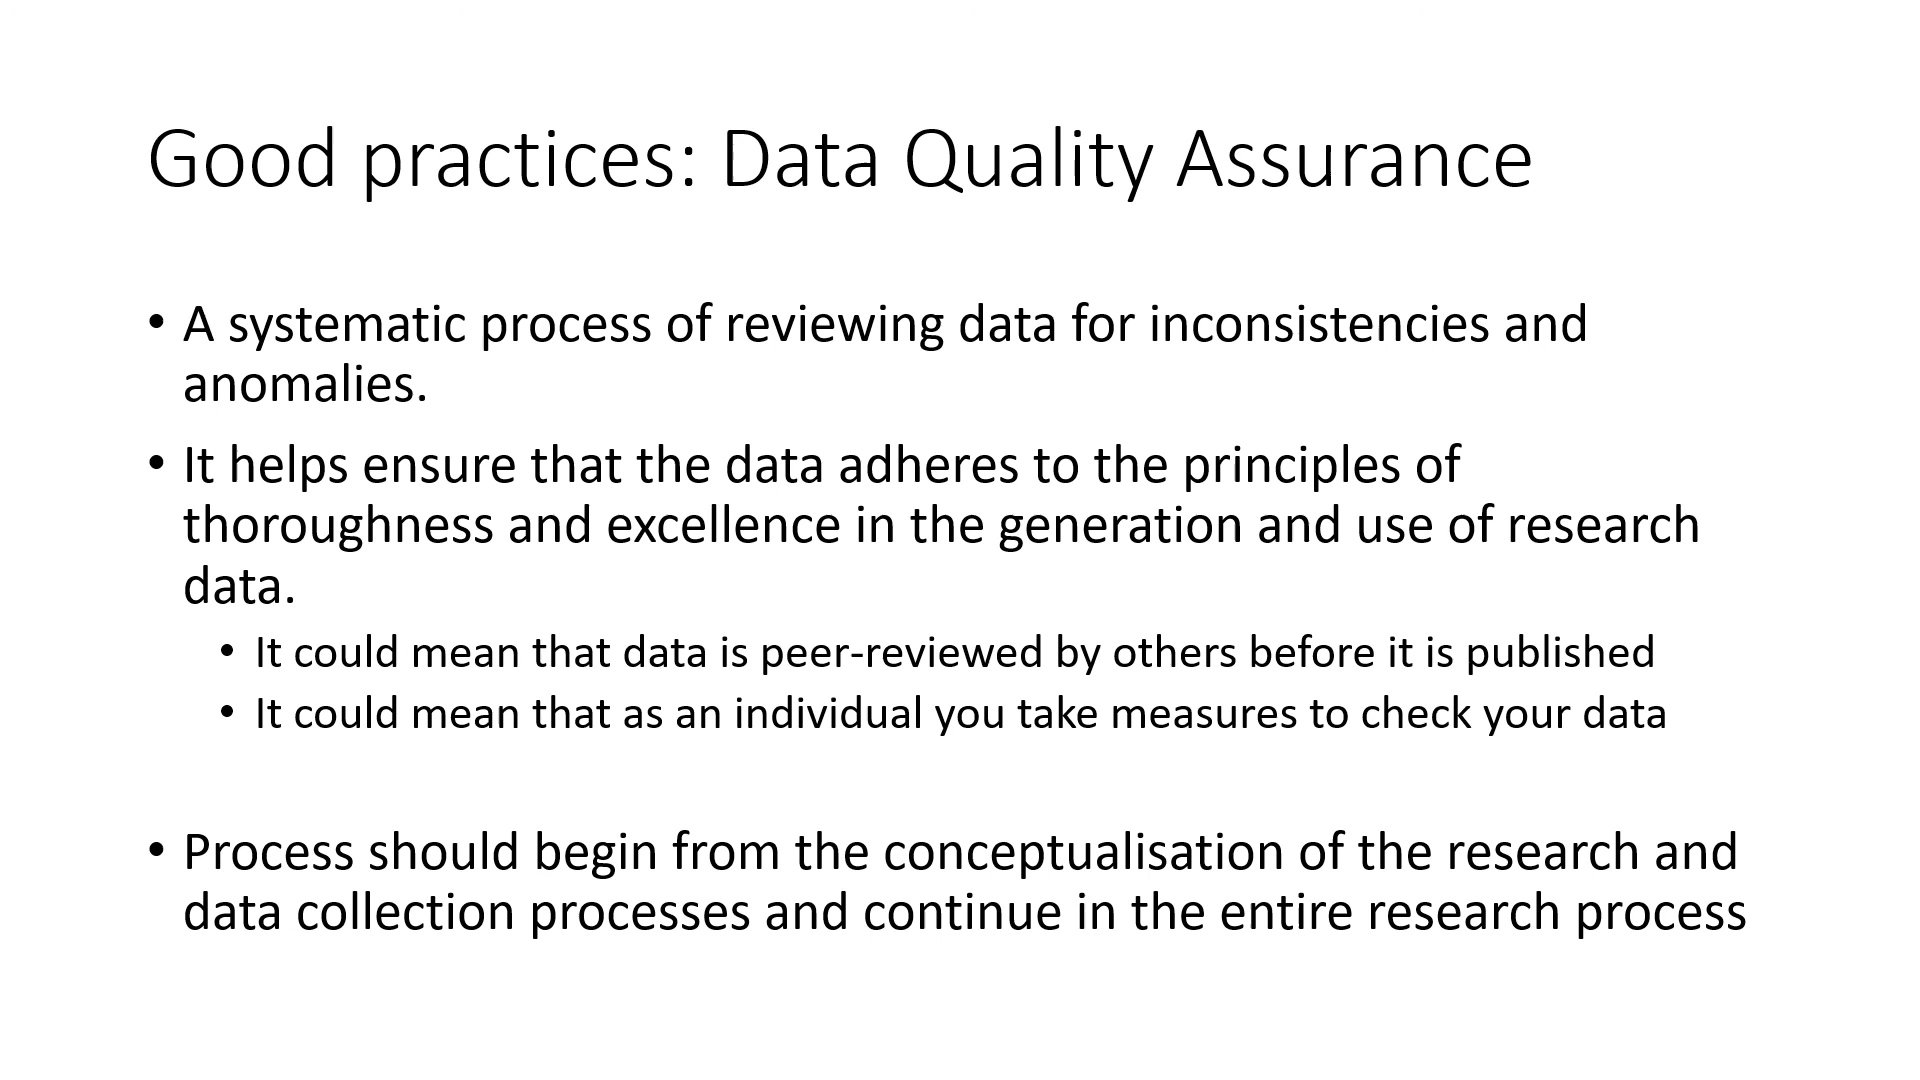 Good practices: Data Quality Assurance
• A systematic process of reviewing data for inconsistencies and
anomalies.
• It helps ensure that the data adheres to the principles of
thoroughness and excellence in the generation and use of research
data.
• It could mean that data is peer-reviewed by others before it is published
• It could mean that as an individual you take measures to check your data
• Process should begin from the conceptualisation of the research and
data collection processes and continue in the entire research process